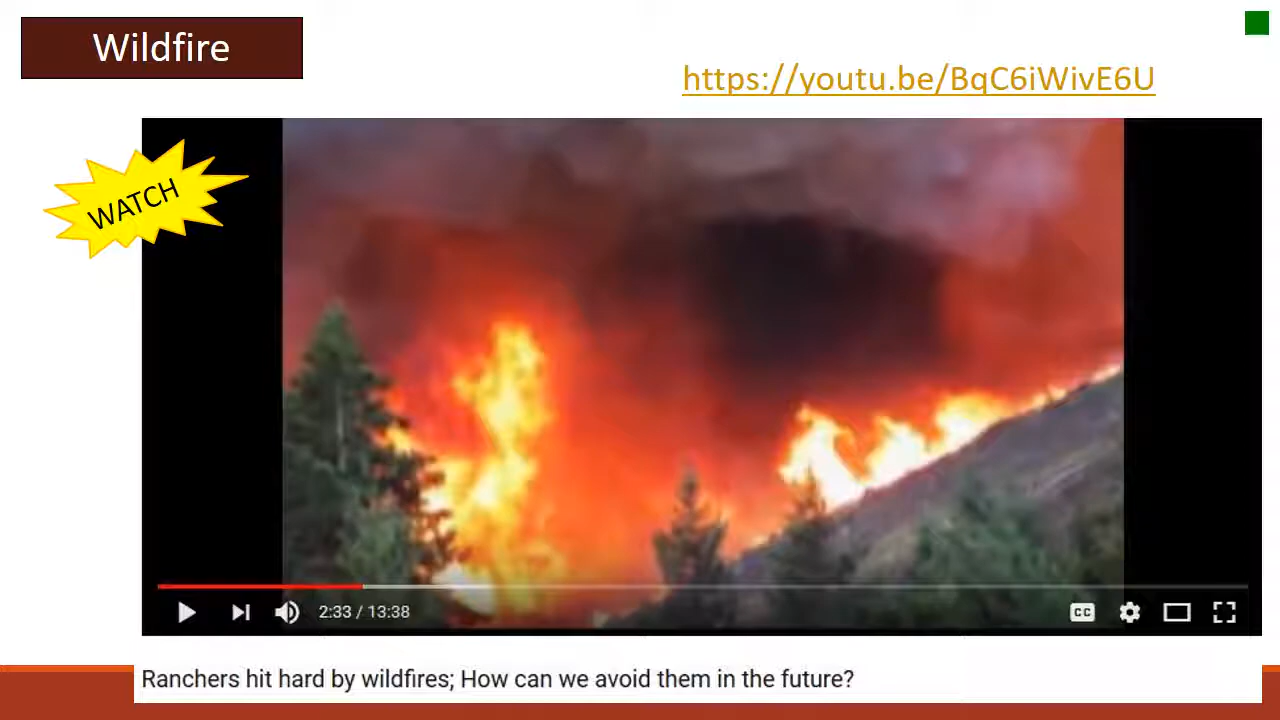 Wildfire
https://youtu.be/BqC6iWivE6U
WATCH
2:33 / 13:38
CC
Ranchers hit hard by wildfires; How can we avoid them in the future?